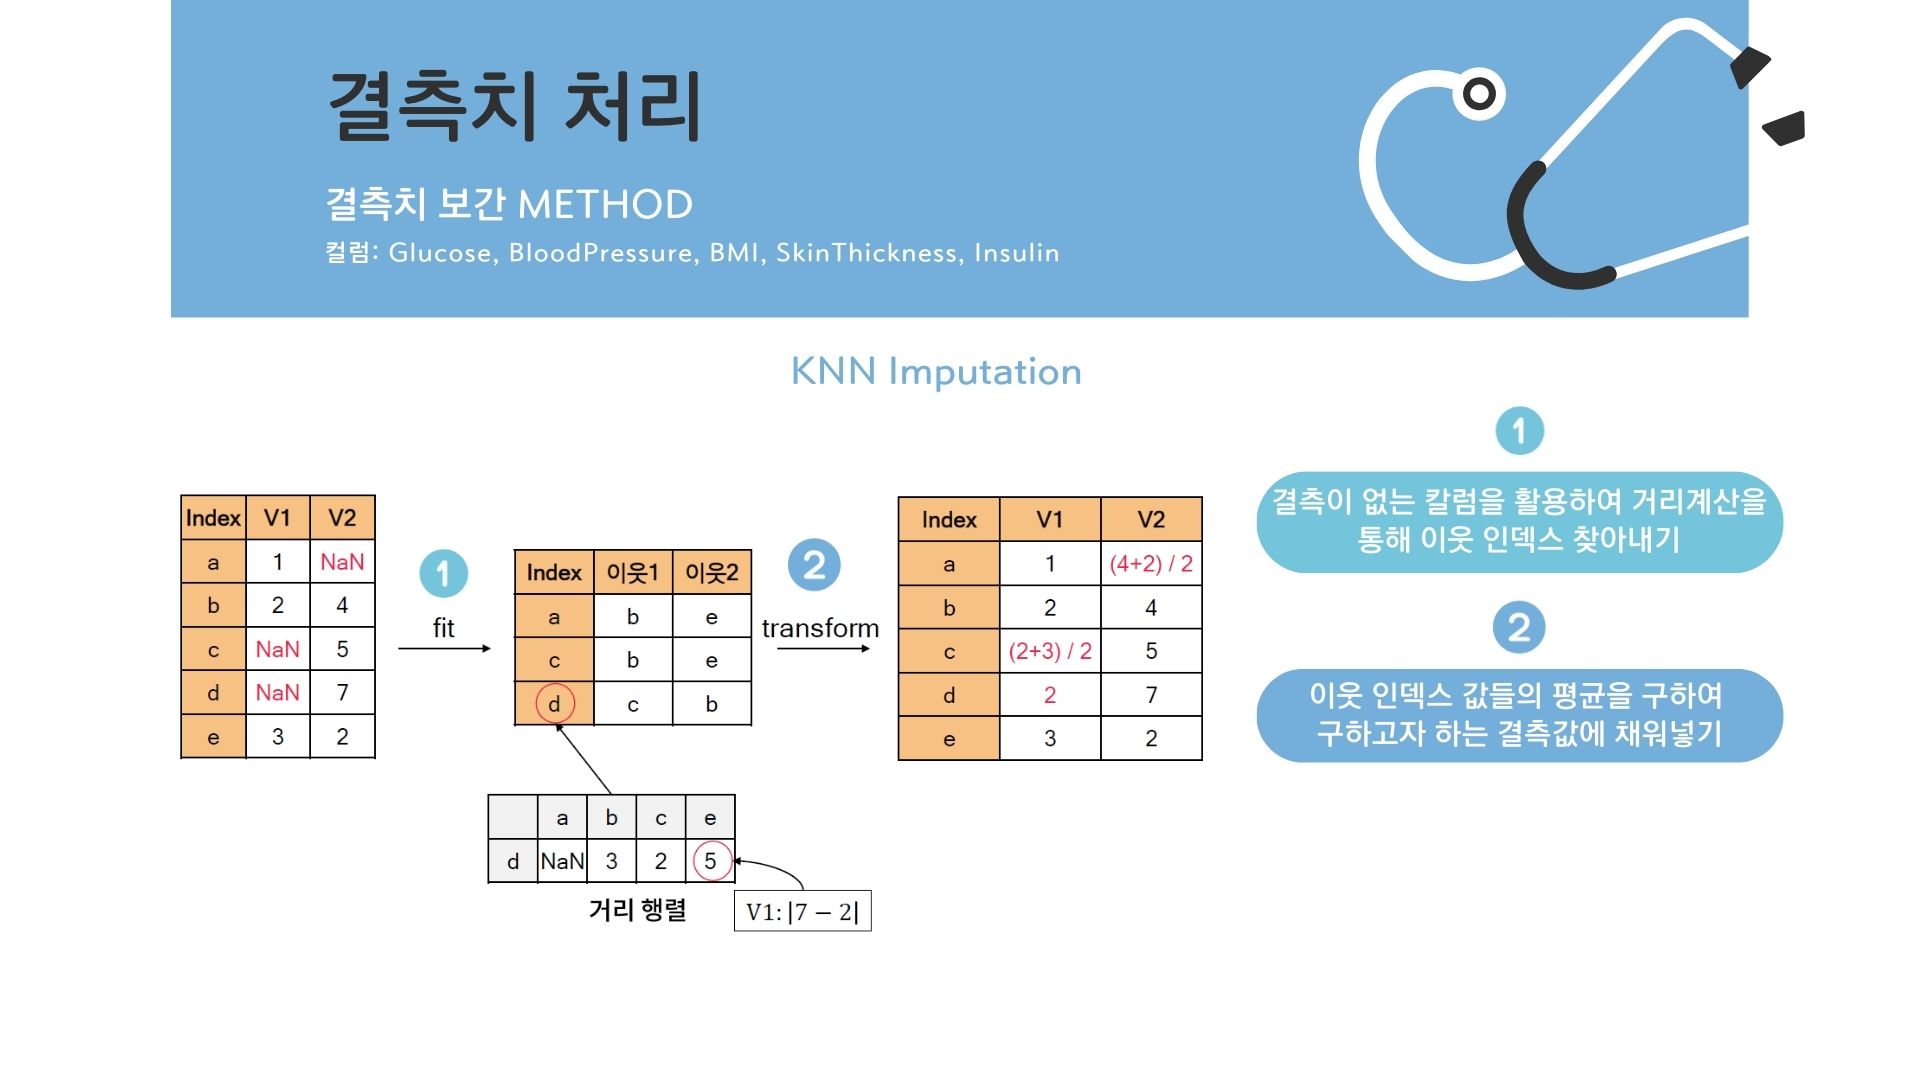 결측치 처리
결측치 보간 METHOD
컬럼: Glucose, BloodPressure, BMI, SkinThickness, Insulin
KNN Imputation
Index V1 V2
a 1 NaN
b 2 4
c NaN 5
d NaN 7
e 3 2
1
fit
Index 이웃1 이웃2
a b e
c b e
d c b
a b c e
d NaN 3 2 5
거리 행렬
V1: |7 − 2|
2
transform
Index V1 V2
a 1 (4+2) / 2
b 2 4
c (2+3) / 2 5
d 2 7
e 3 2
1
결측이 없는 칼럼을 활용하여 거리계산을
통해 이웃 인덱스 찾아내기
2
이웃 인덱스 값들의 평균을 구하여
구하고자 하는 결측값에 채워넣기